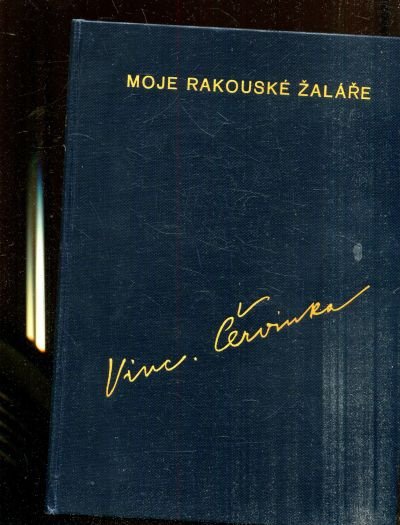 MOJE RAKOUSKÉ ŽALÁŘE
Vinc. Červinka